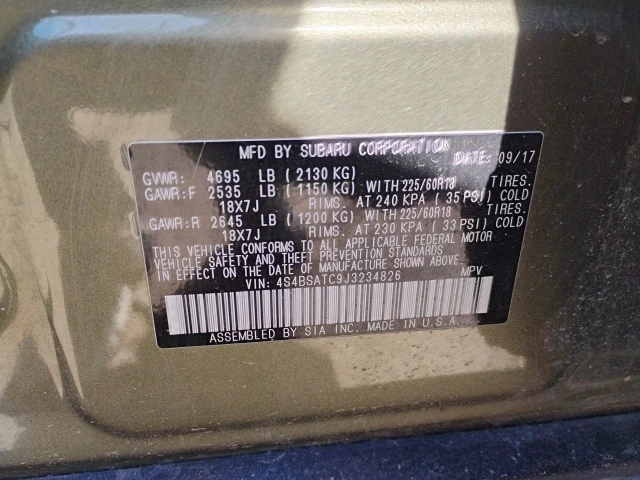 MFD BY SUBARU CORPORATION DATE: 09/17
GVWR: 4695 LB (2130 KG)
GAWR:F 2535 LB (1150 KG) WITH 225/60R18 TIRES.
18X7J RIMS. AT 240 KPA (35 PSI) COLD
GAWR:R 2645 LB (1200 KG) WITH 225/60R18 TIRES.
18X7J RIMS. AT 230 KPA (33 PSI) COLD
THIS VEHICLE CONFORMS TO ALL APPLICABLE FEDERAL MOTOR
VEHICLE SAFETY AND THEFT PREVENTION STANDARDS IN EFFECT
ON THE DATE OF MANUFACTURE SHOWN ABOVE.
VIN: 4S4BSATC9J3234826 MPV
ASSEMBLED BY SIA INC. MADE IN U.S.A.